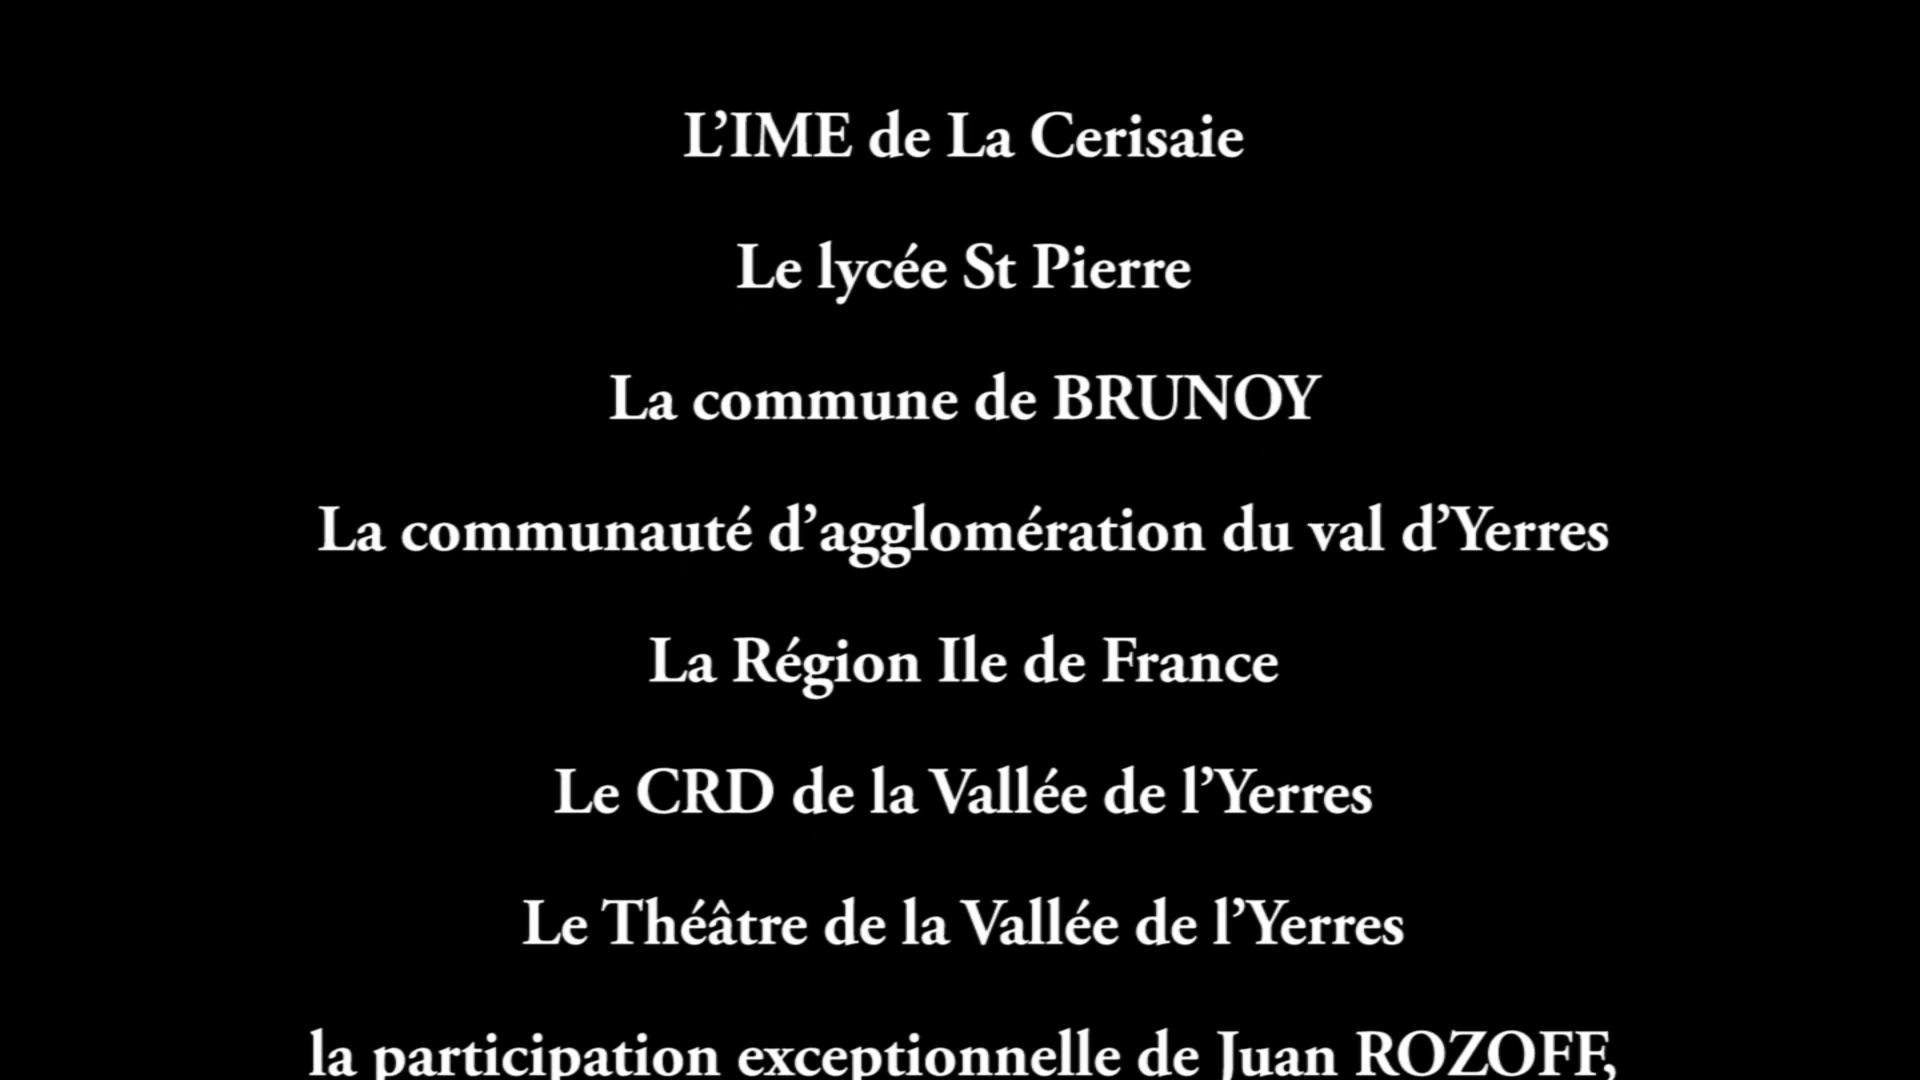 L’IME de La Cerisaie
Le lycée St Pierre
La commune de BRUNOY
La communauté d’agglomération du val d’Yerres
La Région Ile de France
Le CRD de la Vallée de l’Yerres
Le Théâtre de la Vallée de l’Yerres
la participation exceptionnelle de Juan ROZOFF,